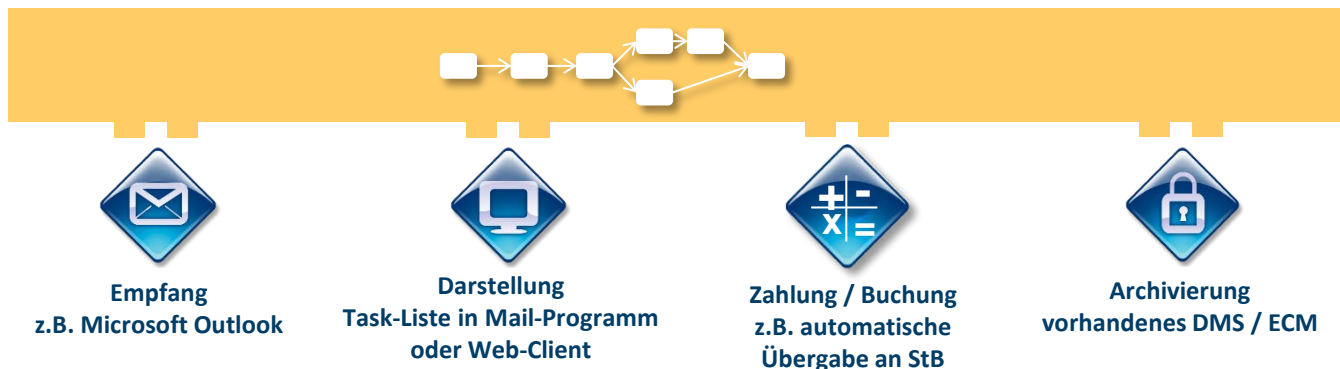 Empfang
z.B. Microsoft Outlook
Darstellung
Task-Liste in Mail-Programm
oder Web-Client
Zahlung / Buchung
z.B. automatische
Übergabe an StB
Archivierung
vorhandenes DMS / ECM